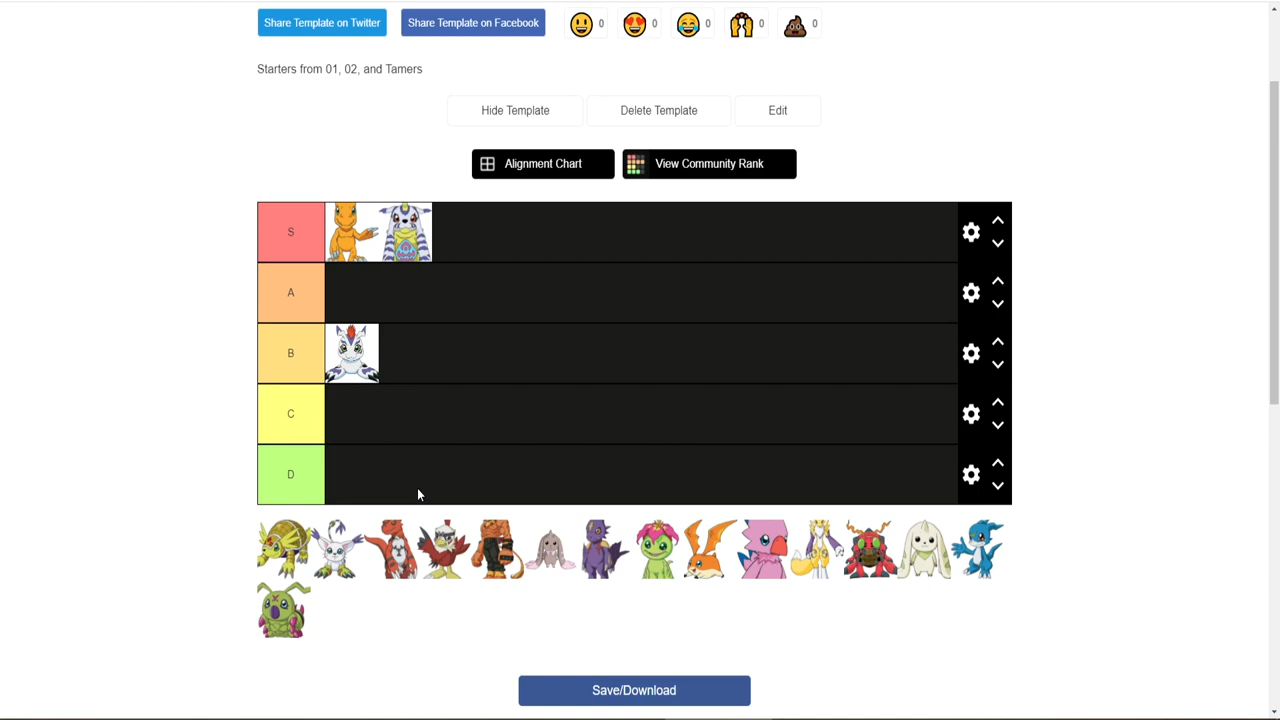 Share Template on Twitter
Share Template on Facebook
0
0
0
0
0
Starters from 01, 02, and Tamers
Hide Template
Delete Template
Edit
Alignment Chart
View Community Rank
S
A
B
C
D
Save/Download